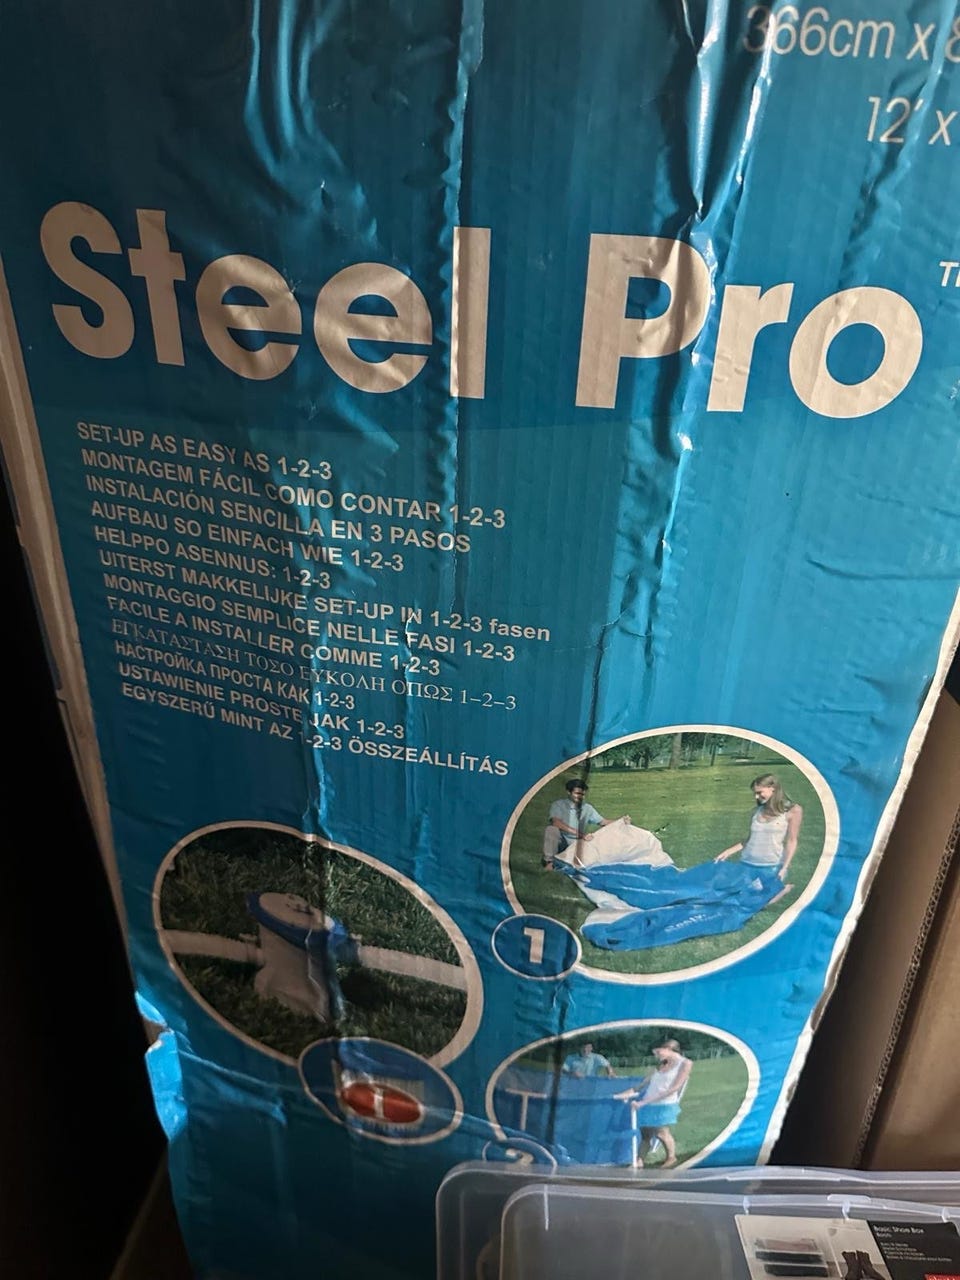 366cm x
12' x
Steel Pro
SET-UP AS EASY AS 1-2-3
MONTAGEM FÁCIL COMO CONTAR 1-2-3
INSTALACIÓN SENCILLA EN 3 PASOS
AUFBAU SO EINFACH WIE 1-2-3
HELPPO ASENNUS: 1-2-3
UITERST MAKKELIJKE SET-UP IN 1-2-3 fasen
MONTAGGIO SEMPLICE NELLE FASI 1-2-3
FACILE A INSTALLER COMME 1-2-3
ΕΓΚΑΤΑΣΤΑΣΗ ΤΟΣΟ ΕΥΚΟΛΗ ΟΠΩΣ 1-2-3
НАСТРОЙКА ПРОСТА КАК 1-2-3
USTAWIENIE PROSTE JAK 1-2-3
EGYSZERŰ MINT AZ 1-2-3 ÖSSZEÁLLÍTÁS
1
2
Basic Shoe Box